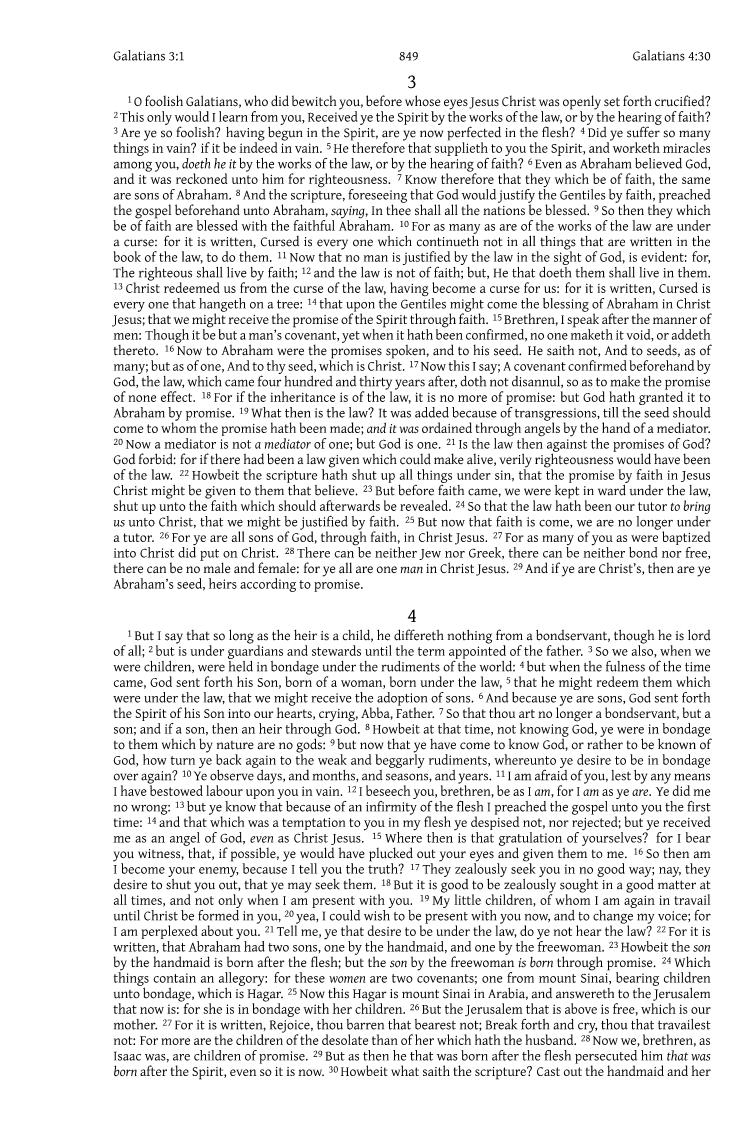 Galatians 3:1 849 Galatians 4:30
3
1 O foolish Galatians, who did bewitch you, before whose eyes Jesus Christ was openly set forth crucified?
2 This only would I learn from you, Received ye the Spirit by the works of the law, or by the hearing of faith?
3 Are ye so foolish? having begun in the Spirit, are ye now perfected in the flesh? 4 Did ye suffer so many
things in vain? if it be indeed in vain. 5 He therefore that supplieth to you the Spirit, and worketh miracles
among you, doeth he it by the works of the law, or by the hearing of faith? 6 Even as Abraham believed God,
and it was reckoned unto him for righteousness. 7 Know therefore that they which be of faith, the same
are sons of Abraham. 8 And the scripture, foreseeing that God would justify the Gentiles by faith, preached
the gospel beforehand unto Abraham, saying, In thee shall all the nations be blessed. 9 So then they which
be of faith are blessed with the faithful Abraham. 10 For as many as are of the works of the law are under
a curse: for it is written, Cursed is every one which continueth not in all things that are written in the
book of the law, to do them. 11 Now that no man is justified by the law in the sight of God, is evident: for,
The righteous shall live by faith; 12 and the law is not of faith; but, He that doeth them shall live in them.
13 Christ redeemed us from the curse of the law, having become a curse for us: for it is written, Cursed is
every one that hangeth on a tree: 14 that upon the Gentiles might come the blessing of Abraham in Christ
Jesus; that we might receive the promise of the Spirit through faith. 15 Brethren, I speak after the manner of
men: Though it be but a man's covenant, yet when it hath been confirmed, no one maketh it void, or addeth
thereto. 16 Now to Abraham were the promises spoken, and to his seed. He saith not, And to seeds, as of
many; but as of one, And to thy seed, which is Christ. 17 Now this I say; A covenant confirmed beforehand by
God, the law, which came four hundred and thirty years after, doth not disannul, so as to make the promise
of none effect. 18 For if the inheritance is of the law, it is no more of promise: but God hath granted it to
Abraham by promise. 19 What then is the law? It was added because of transgressions, till the seed should
come to whom the promise hath been made; and it was ordained through angels by the hand of a mediator.
20 Now a mediator is not a mediator of one; but God is one. 21 Is the law then against the promises of God?
God forbid: for if there had been a law given which could make alive, verily righteousness would have been
of the law. 22 Howbeit the scripture hath shut up all things under sin, that the promise by faith in Jesus
Christ might be given to them that believe. 23 But before faith came, we were kept in ward under the law,
shut up unto the faith which should afterwards be revealed. 24 So that the law hath been our tutor to bring
us unto Christ, that we might be justified by faith. 25 But now that faith is come, we are no longer under
a tutor. 26 For ye are all sons of God, through faith, in Christ Jesus. 27 For as many of you as were baptized
into Christ did put on Christ. 28 There can be neither Jew nor Greek, there can be neither bond nor free,
there can be no male and female: for ye all are one man in Christ Jesus. 29 And if ye are Christ's, then are ye
Abraham's seed, heirs according to promise.
4
1 But I say that so long as the heir is a child, he differeth nothing from a bondservant, though he is lord
of all; 2 but is under guardians and stewards until the term appointed of the father. 3 So we also, when we
were children, were held in bondage under the rudiments of the world: 4 but when the fulness of the time
came, God sent forth his Son, born of a woman, born under the law, 5 that he might redeem them which
were under the law, that we might receive the adoption of sons. 6 And because ye are sons, God sent forth
the Spirit of his Son into our hearts, crying, Abba, Father. 7 So that thou art no longer a bondservant, but a
son; and if a son, then an heir through God. 8 Howbeit at that time, not knowing God, ye were in bondage
to them which by nature are no gods: 9 but now that ye have come to know God, or rather to be known of
God, how turn ye back again to the weak and beggarly rudiments, whereunto ye desire to be in bondage
over again? 10 Ye observe days, and months, and seasons, and years. 11 I am afraid of you, lest by any means
I have bestowed labour upon you in vain. 12 I beseech you, brethren, be as I am, for I am as ye are. Ye did me
no wrong: 13 but ye know that because of an infirmity of the flesh I preached the gospel unto you the first
time: 14 and that which was a temptation to you in my flesh ye despised not, nor rejected; but ye received
me as an angel of God, even as Christ Jesus. 15 Where then is that gratulation of yourselves? for I bear
you witness, that, if possible, ye would have plucked out your eyes and given them to me. 16 So then am
I become your enemy, because I tell you the truth? 17 They zealously seek you in no good way; nay, they
desire to shut you out, that ye may seek them. 18 But it is good to be zealously sought in a good matter at
all times, and not only when I am present with you. 19 My little children, of whom I am again in travail
until Christ be formed in you, 20 yea, I could wish to be present with you now, and to change my voice; for
I am perplexed about you. 21 Tell me, ye that desire to be under the law, do ye not hear the law? 22 For it is
written, that Abraham had two sons, one by the handmaid, and one by the freewoman. 23 Howbeit the son
by the handmaid is born after the flesh; but the son by the freewoman is born through promise. 24 Which
things contain an allegory: for these women are two covenants; one from mount Sinai, bearing children
unto bondage, which is Hagar. 25 Now this Hagar is mount Sinai in Arabia, and answereth to the Jerusalem
that now is: for she is in bondage with her children. 26 But the Jerusalem that is above is free, which is our
mother. 27 For it is written, Rejoice, thou barren that bearest not; Break forth and cry, thou that travailest
not: For more are the children of the desolate than of her which hath the husband. 28 Now we, brethren, as
Isaac was, are children of promise. 29 But as then he that was born after the flesh persecuted him that was
born after the Spirit, even so it is now. 30 Howbeit what saith the scripture? Cast out the handmaid and her